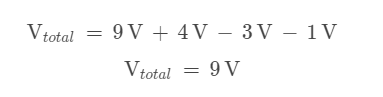 V_total = 9 V + 4 V − 3 V − 1 V
V_total = 9 V